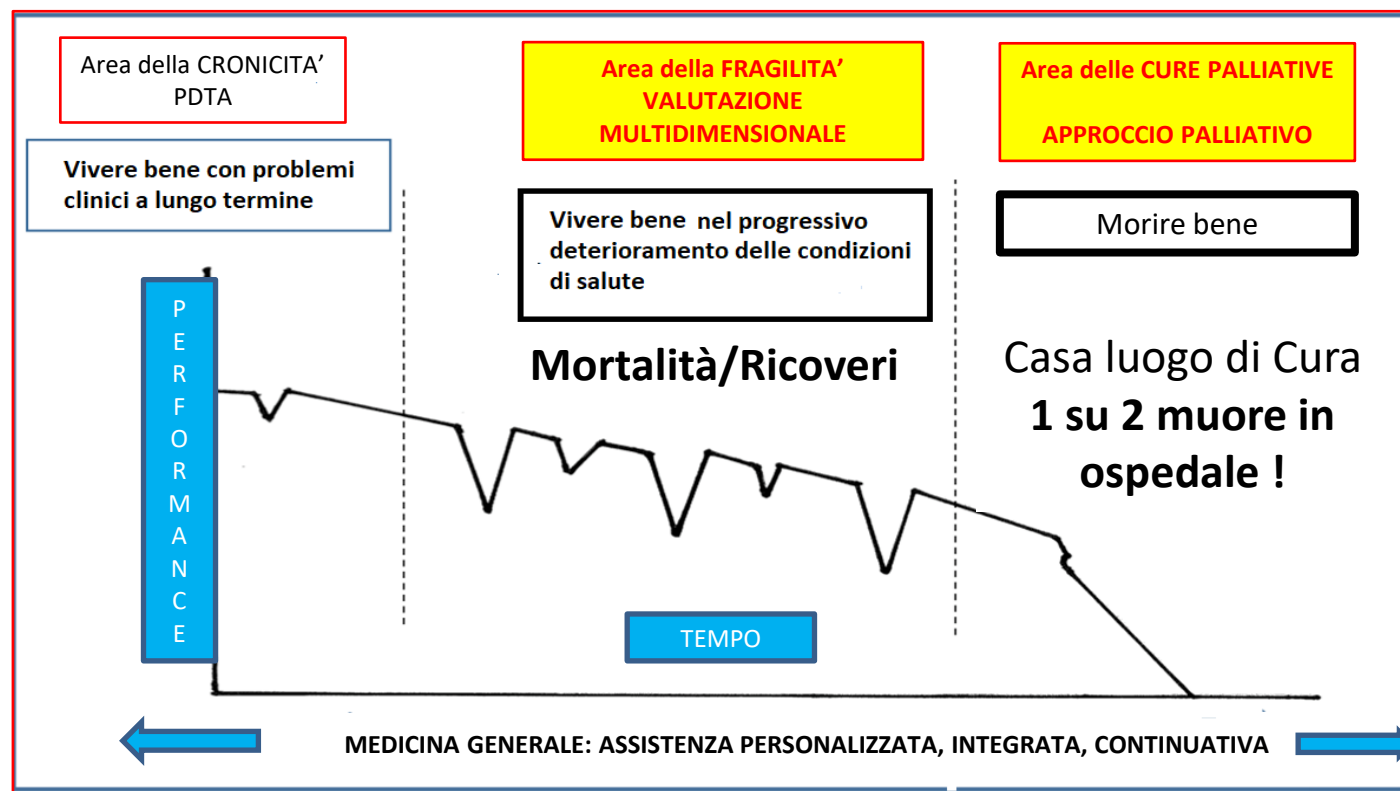 Area della CRONICITA’
PDTA
Vivere bene con problemi
clinici a lungo termine
Area della FRAGILITA’
VALUTAZIONE
MULTIDIMENSIONALE
Vivere bene nel progressivo
deterioramento delle condizioni
di salute
Mortalità/Ricoveri
Area delle CURE PALLIATIVE
APPROCCIO PALLIATIVO
Morire bene
Casa luogo di Cura
1 su 2 muore in
ospedale !
PERFORMANCE
TEMPO
MEDICINA GENERALE: ASSISTENZA PERSONALIZZATA, INTEGRATA, CONTINUATIVA